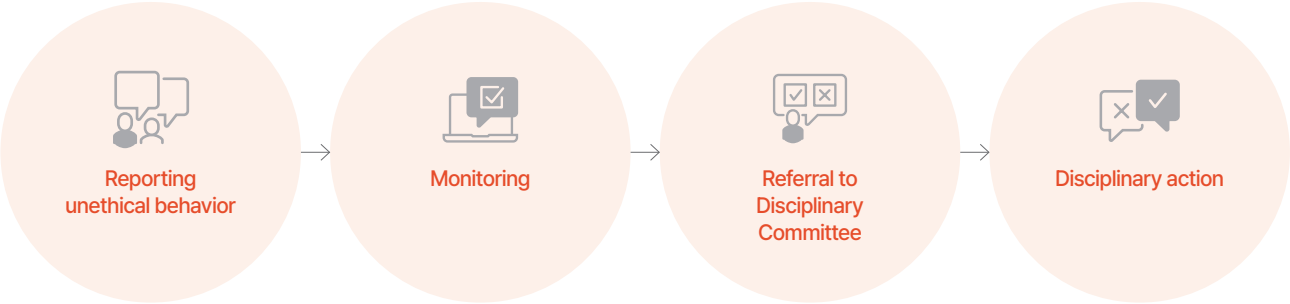 Reporting
unethical behavior
Monitoring
Referral to
Disciplinary
Committee
Disciplinary action